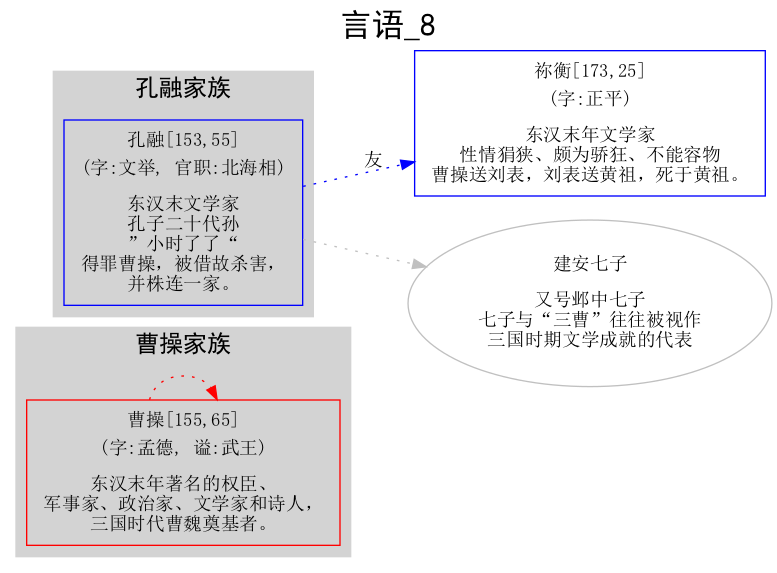 言语_8
孔融家族
孔融[153,55]
(字:文举, 官职:北海相)
东汉末文学家
孔子二十代孙
”小时了了“
得罪曹操，被借故杀害，
并株连一家。
友
祢衡[173,25]
(字:正平)
东汉末年文学家
性情狷狭、颇为骄狂、不能容物
曹操送刘表，刘表送黄祖，死于黄祖。
建安七子
又号邺中七子
七子与“三曹”往往被视作
三国时期文学成就的代表
曹操家族
曹操[155,65]
(字:孟德, 谥:武王)
东汉末年著名的权臣、
军事家、政治家、文学家和诗人，
三国时代曹魏奠基者。